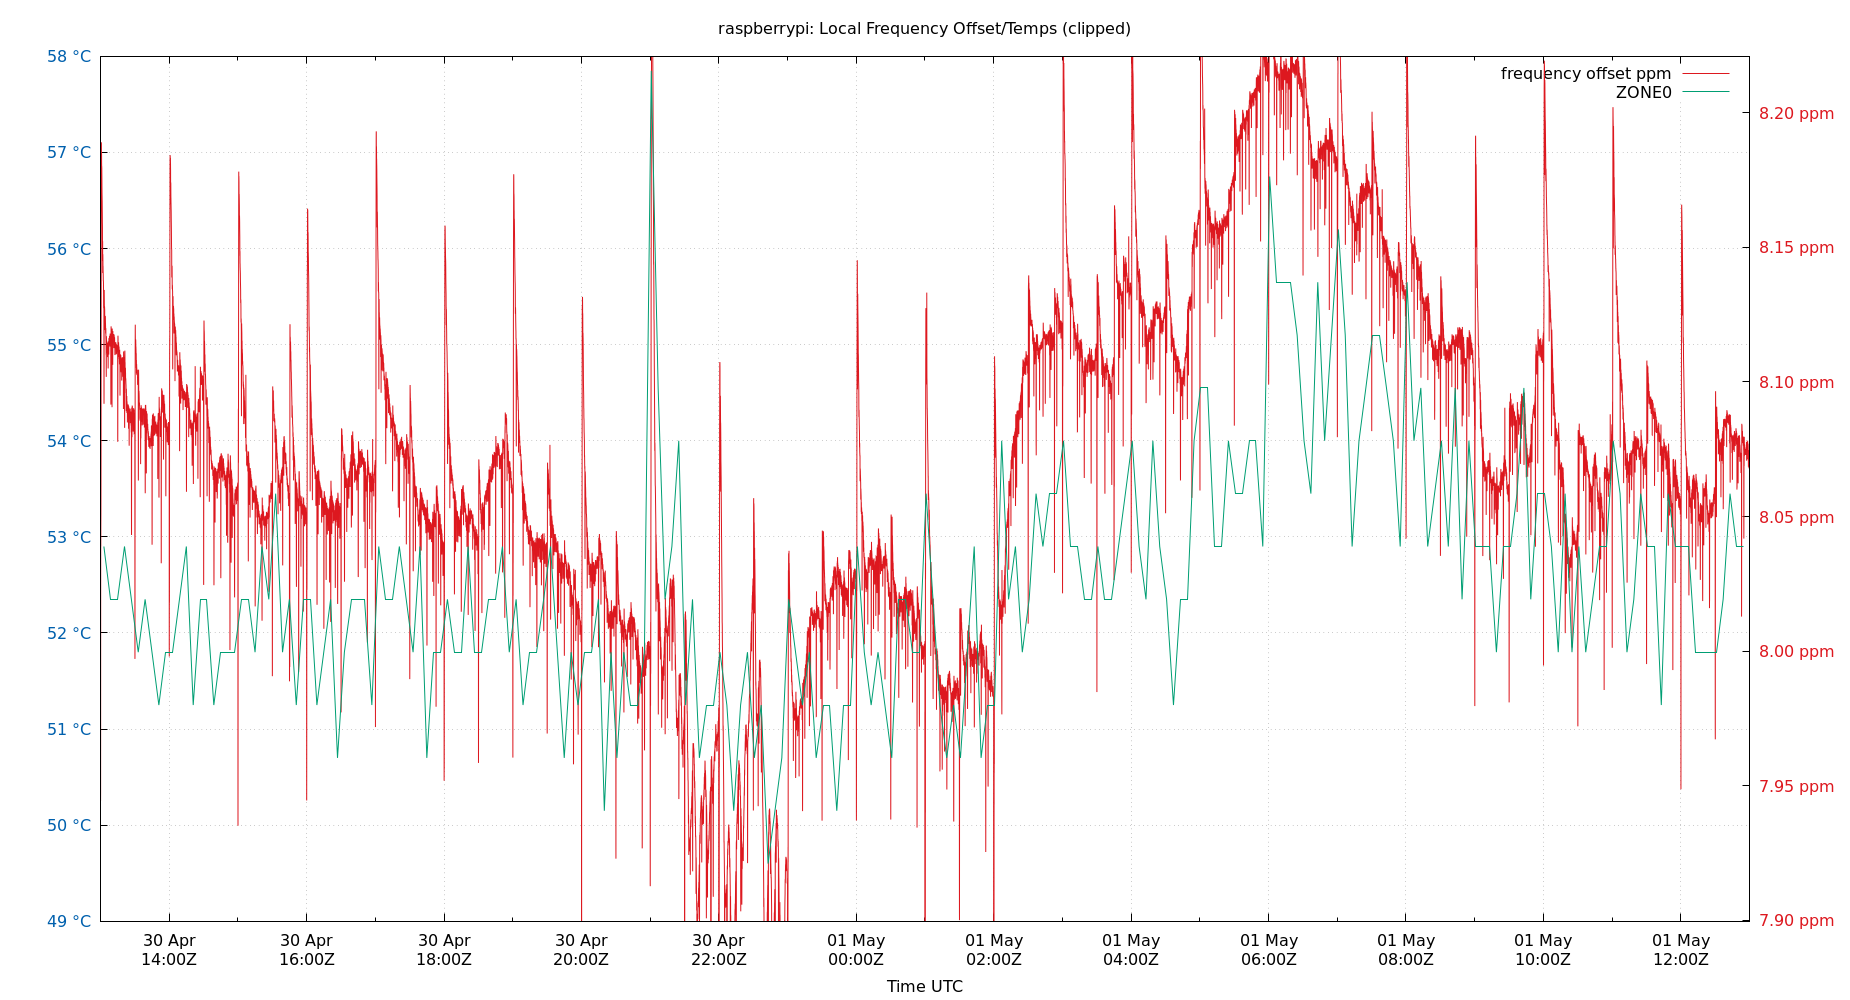 raspberrypi: Local Frequency Offset/Temps (clipped)
58 °C
57 °C
56 °C
55 °C
54 °C
53 °C
52 °C
51 °C
50 °C
49 °C
frequency offset ppm
ZONE0
8.20 ppm
8.15 ppm
8.10 ppm
8.05 ppm
8.00 ppm
7.95 ppm
7.90 ppm
30 Apr
14:00Z
30 Apr
16:00Z
30 Apr
18:00Z
30 Apr
20:00Z
30 Apr
22:00Z
01 May
00:00Z
01 May
02:00Z
01 May
04:00Z
01 May
06:00Z
01 May
08:00Z
01 May
10:00Z
01 May
12:00Z
Time UTC